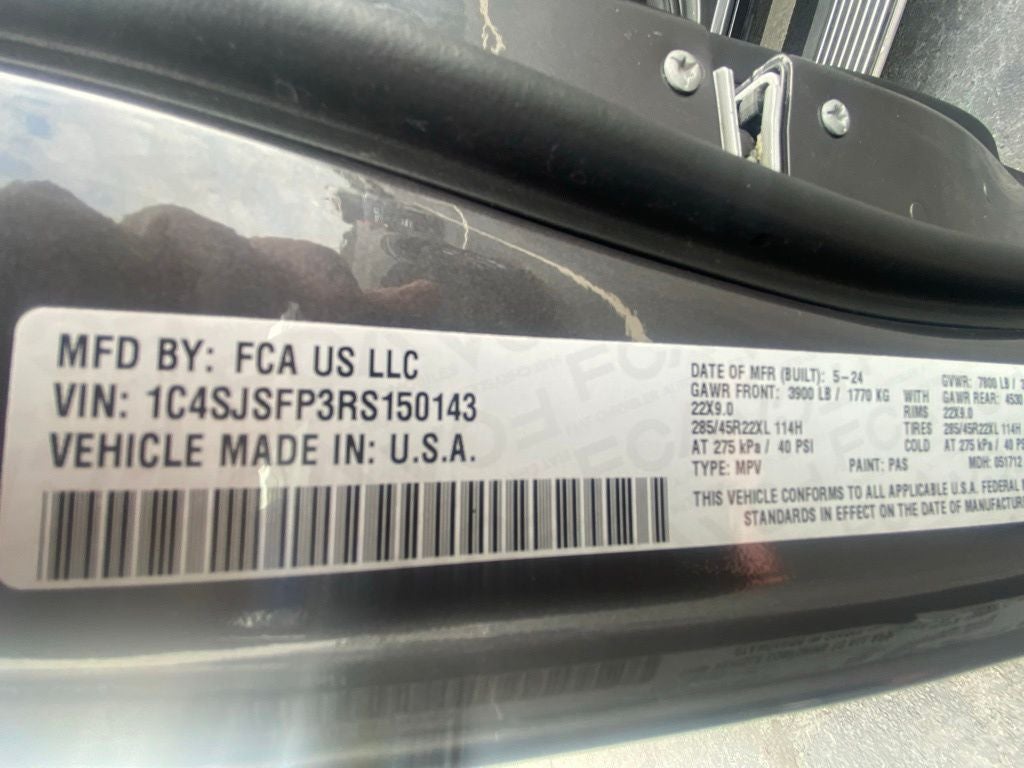 MFD BY: FCA US LLC
VIN: 1C4SJSFP3RS150143
VEHICLE MADE IN: U.S.A.
DATE OF MFR (BUILT): 5-24
GVWR: 7800 LB /
GAWR FRONT: 3900 LB / 1770 KG
WITH
GAWR REAR: 4530
22X9.0
RIMS
22X9.0
285/45R22XL 114H
TIRES
285/45R22XL 114H
AT 275 kPa / 40 PSI
COLD
AT 275 kPa / 40 PSI
TYPE: MPV
PAINT: PAS
MDH: 051712
THIS VEHICLE CONFORMS TO ALL APPLICABLE U.S.A. FEDERAL
STANDARDS IN EFFECT ON THE DATE OF MANUFACTUR